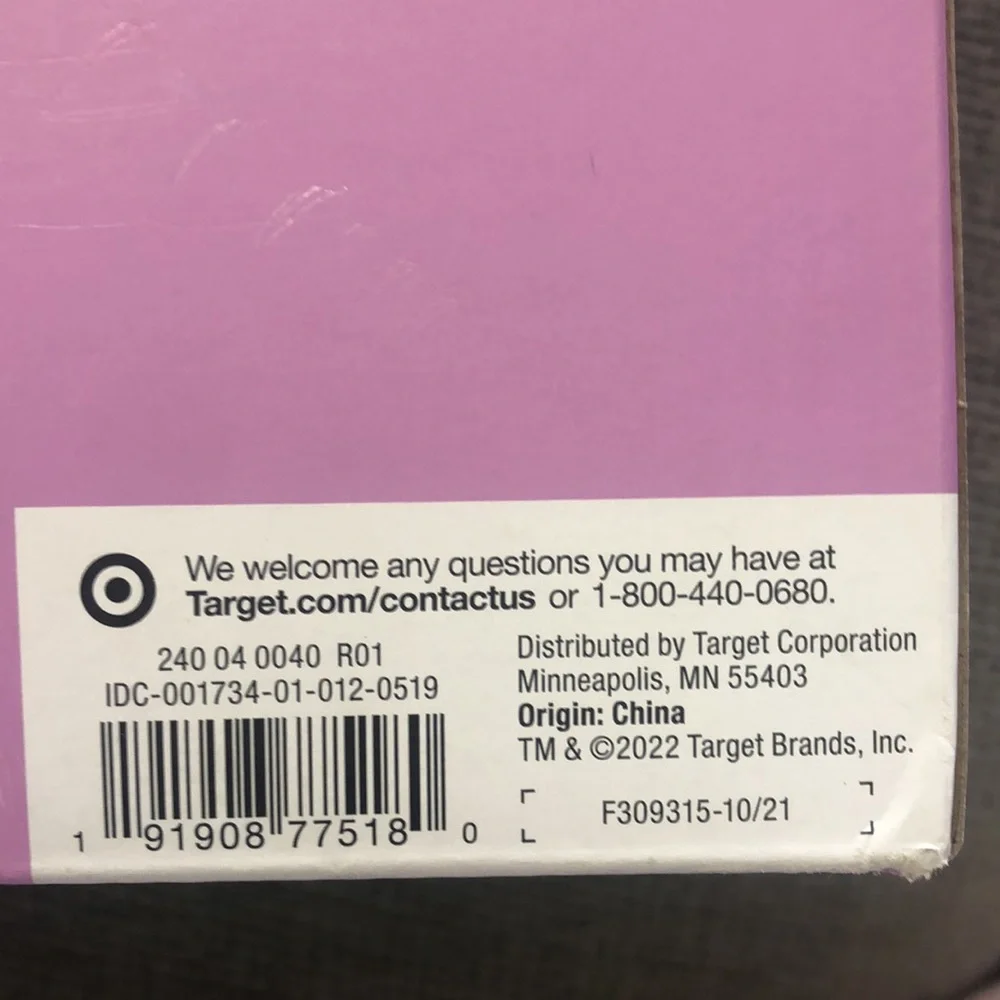 We welcome any questions you may have at
Target.com/contactus or 1-800-440-0680.
240 04 0040 R01
IDC-001734-01-012-0519
1 91908 77518 0
Distributed by Target Corporation
Minneapolis, MN 55403
Origin: China
TM & ©2022 Target Brands, Inc.
F309315-10/21